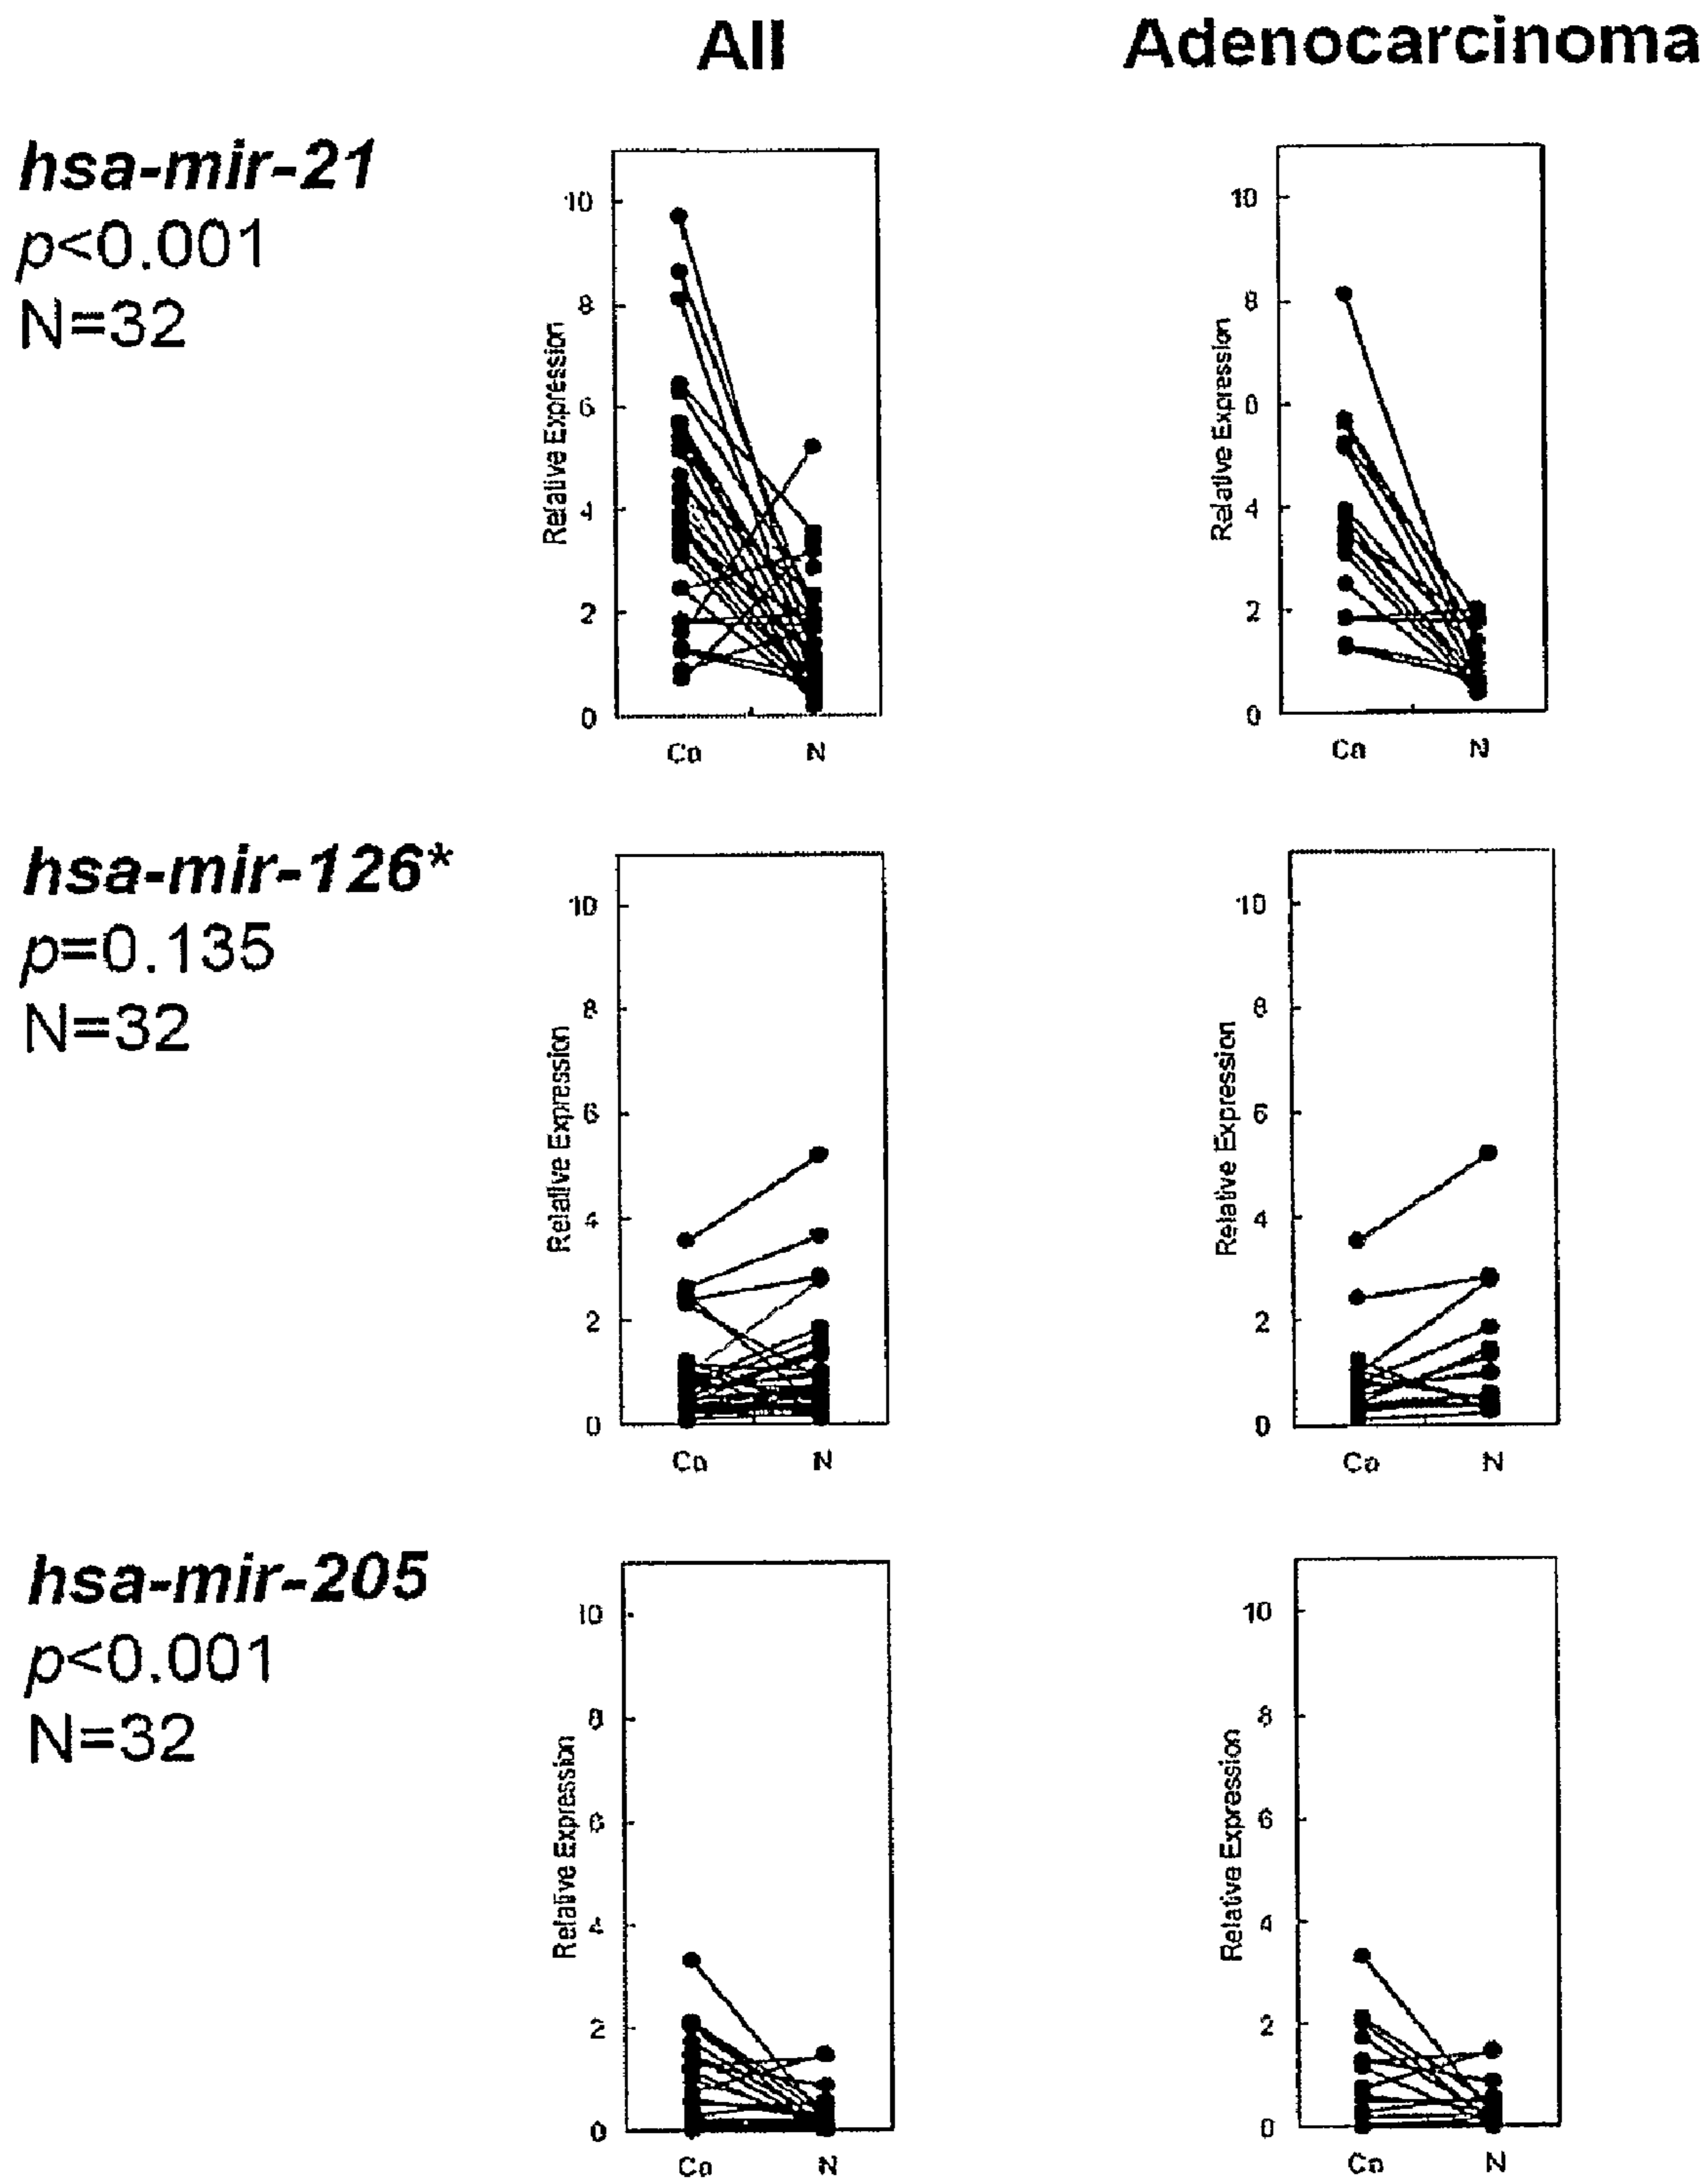 All
Adenocarcinoma
hsa-mir-21
p<0.001
N=32
Relative Expression
10
8
6
4
2
0
Ca
N
Relative Expression
10
8
6
4
2
0
Ca
N
hsa-mir-126*
p=0.135
N=32
Relative Expression
10
8
6
4
2
0
Ca
N
Relative Expression
10
8
6
4
2
0
Ca
N
hsa-mir-205
p<0.001
N=32
Relative Expression
10
8
6
4
2
0
Ca
N
Relative Expression
10
8
6
4
2
0
Ca
N